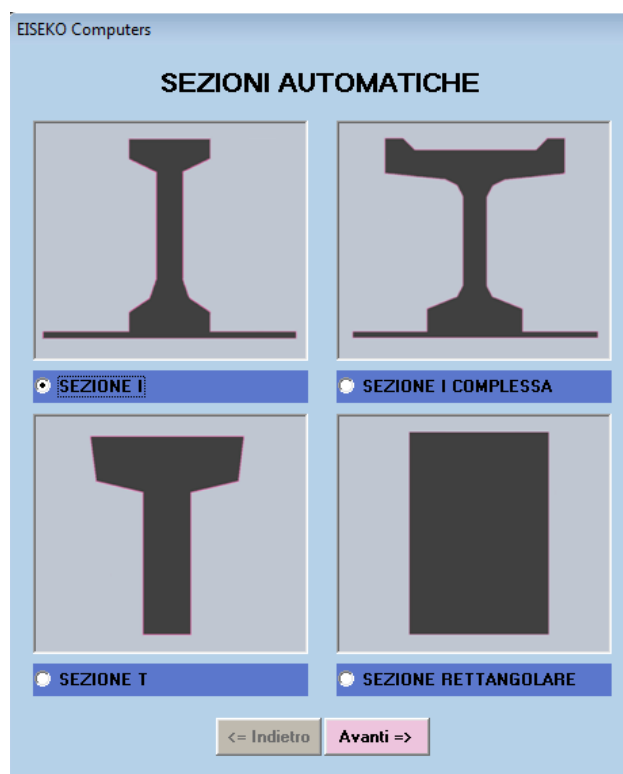 EISEKO Computers
SEZIONI AUTOMATICHE
SEZIONE I
SEZIONE I COMPLESSA
SEZIONE T
SEZIONE RETTANGOLARE
<= Indietro
Avanti =>